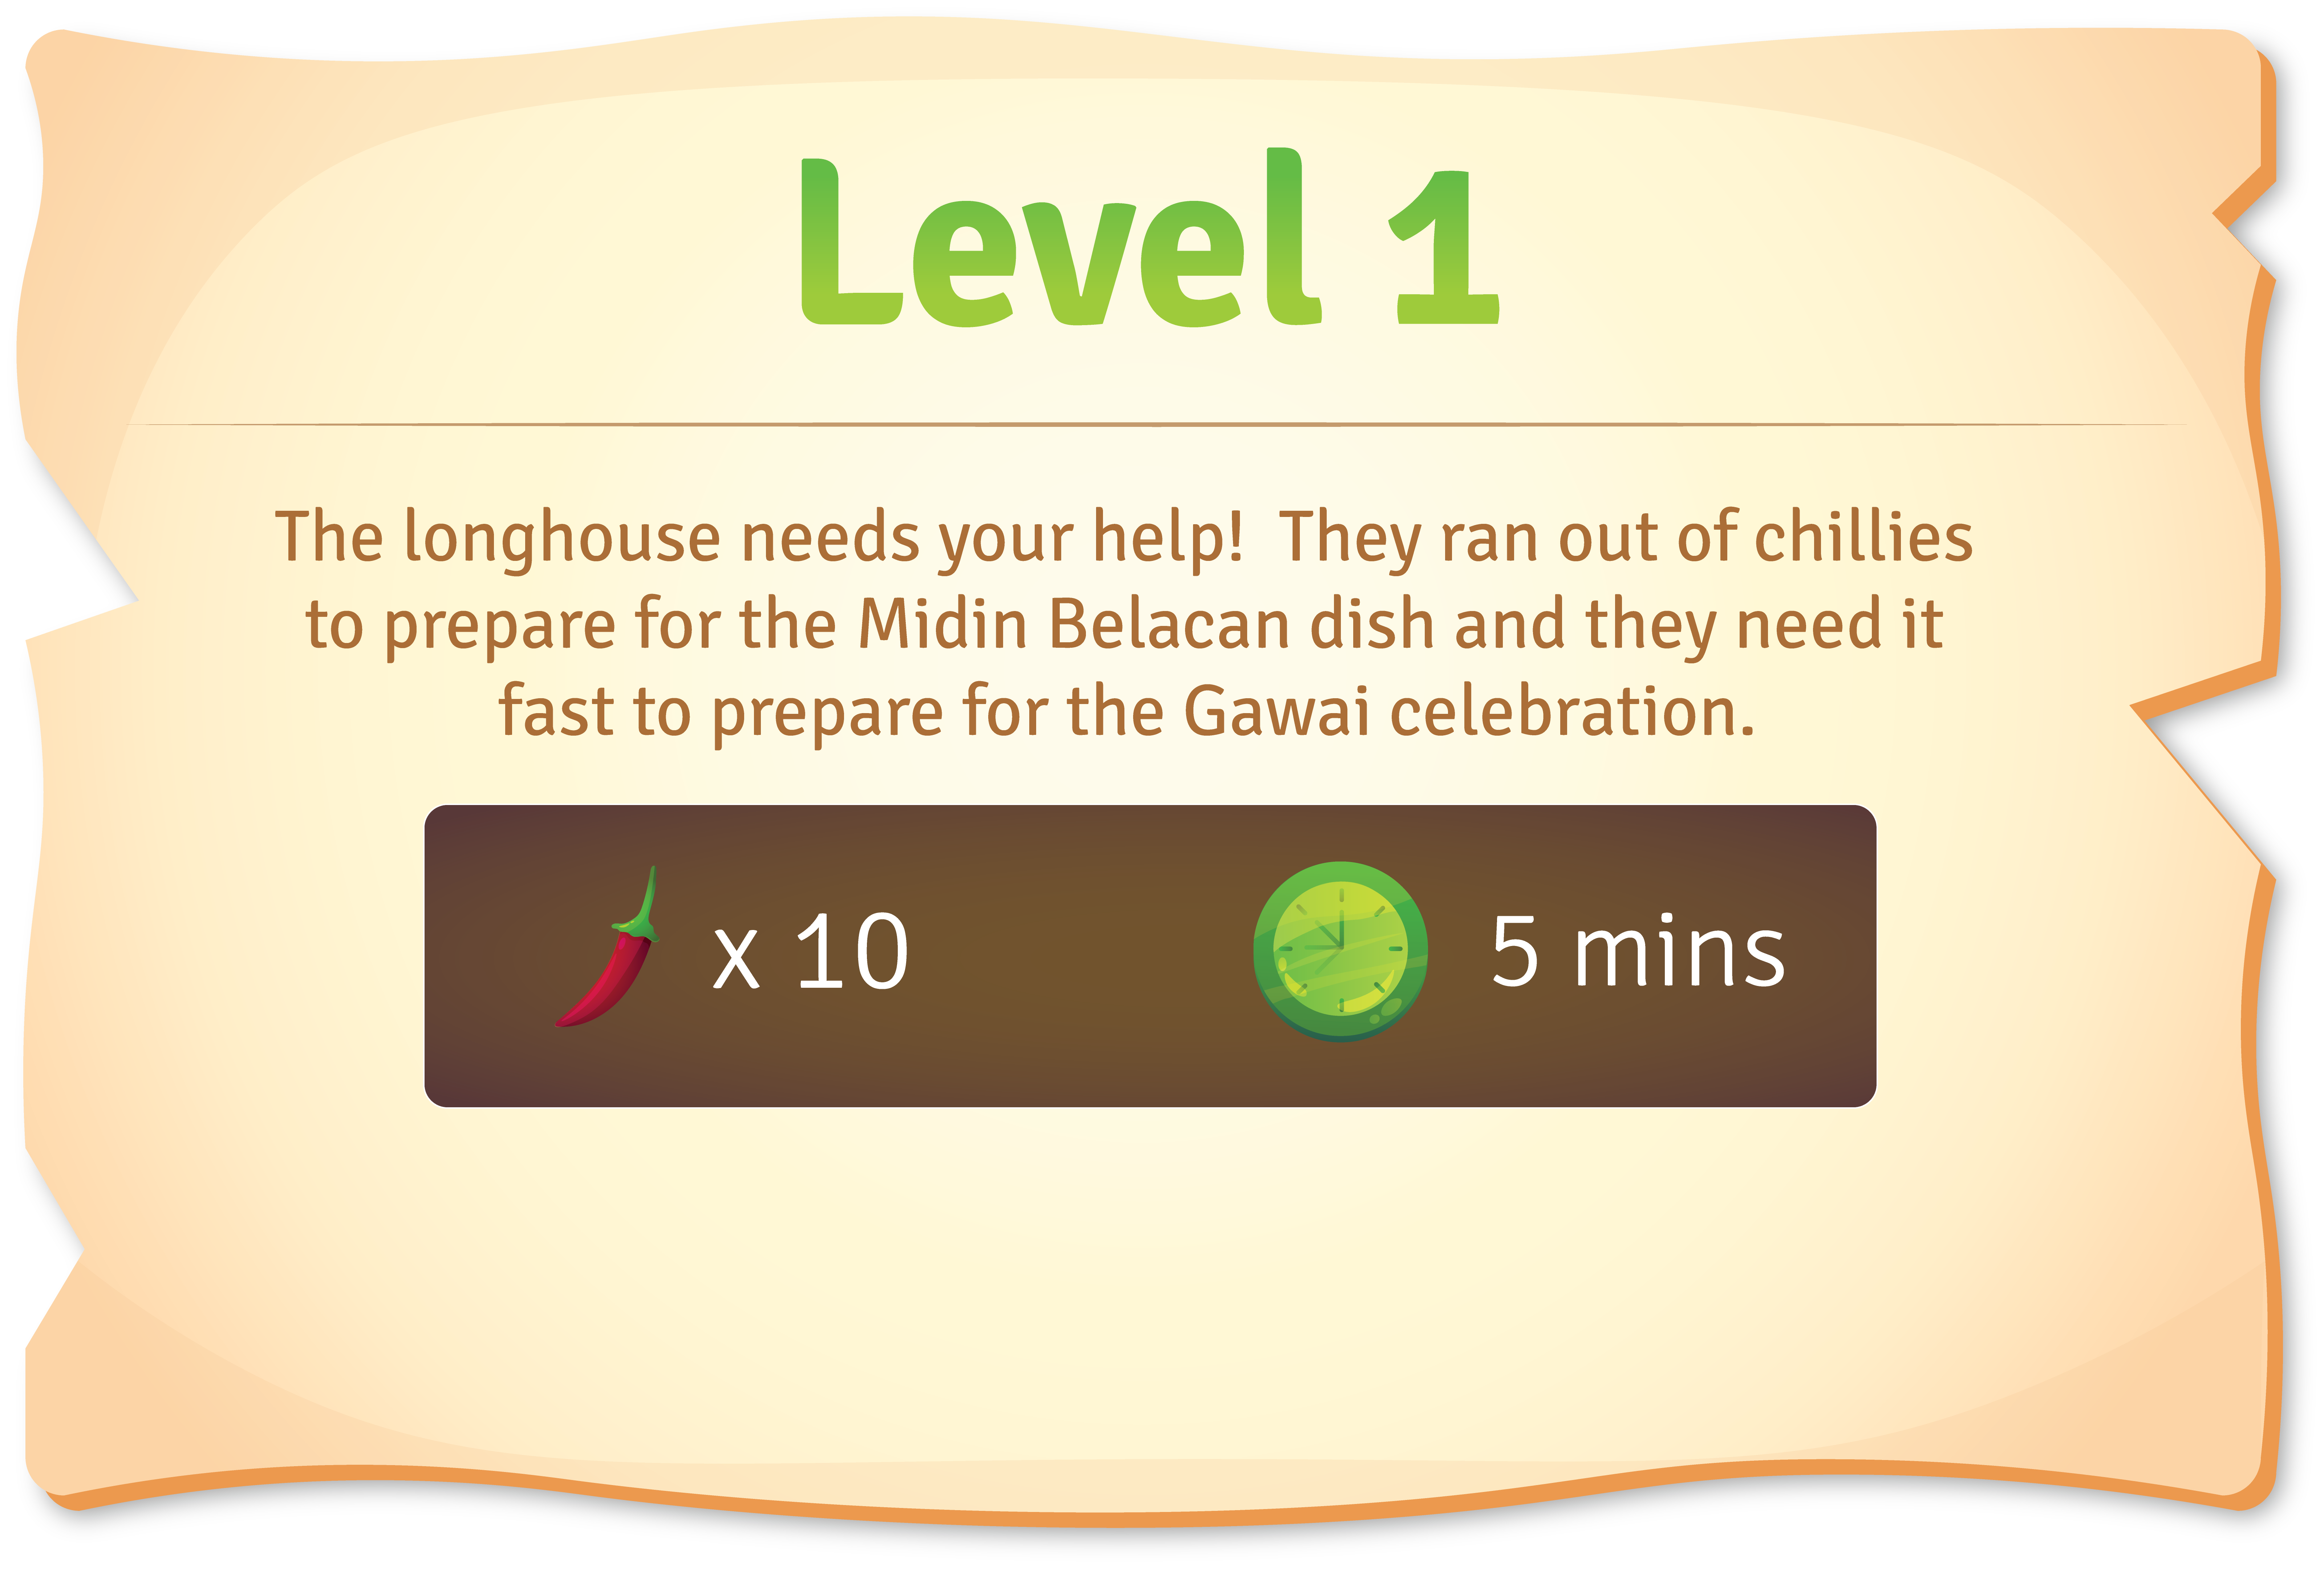 Level 1
The longhouse needs your help!  They ran out of chillies
to prepare for the Midin Belacan dish and they need it
fast to prepare for the Gawai celebration.
x 10
5 mins